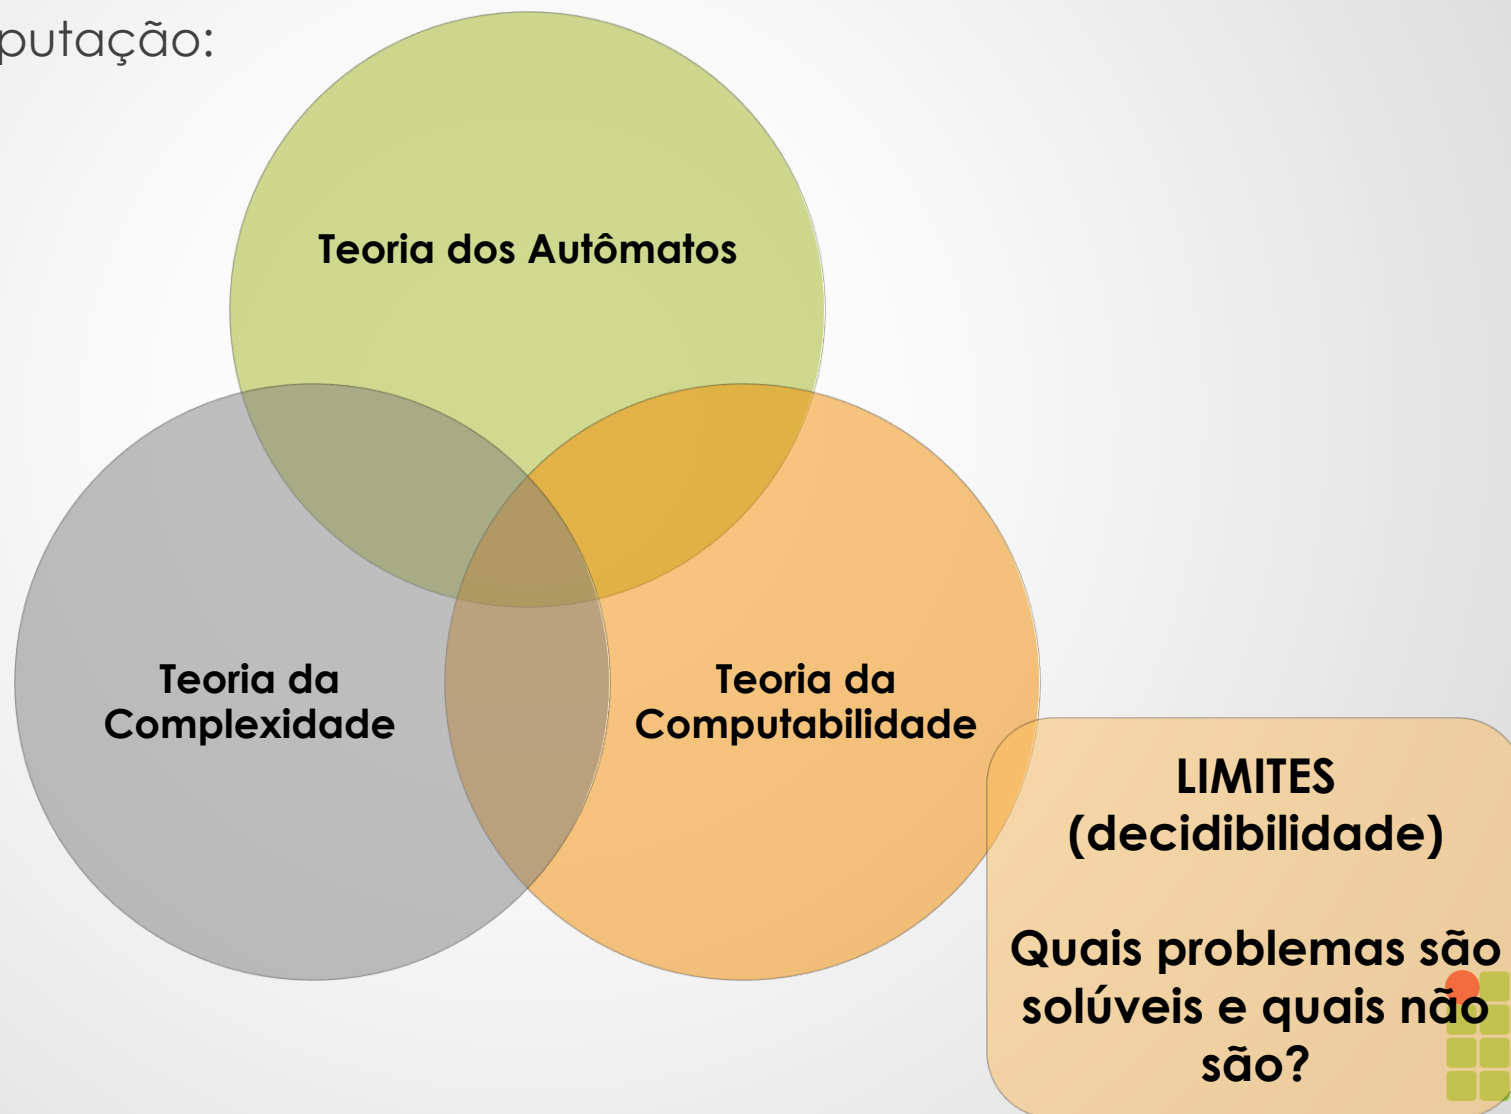 putação:
Teoria dos Autômatos
Teoria da
Complexidade
Teoria da
Computabilidade
LIMITES
(decidibilidade)
Quais problemas são
solúveis e quais não
são?